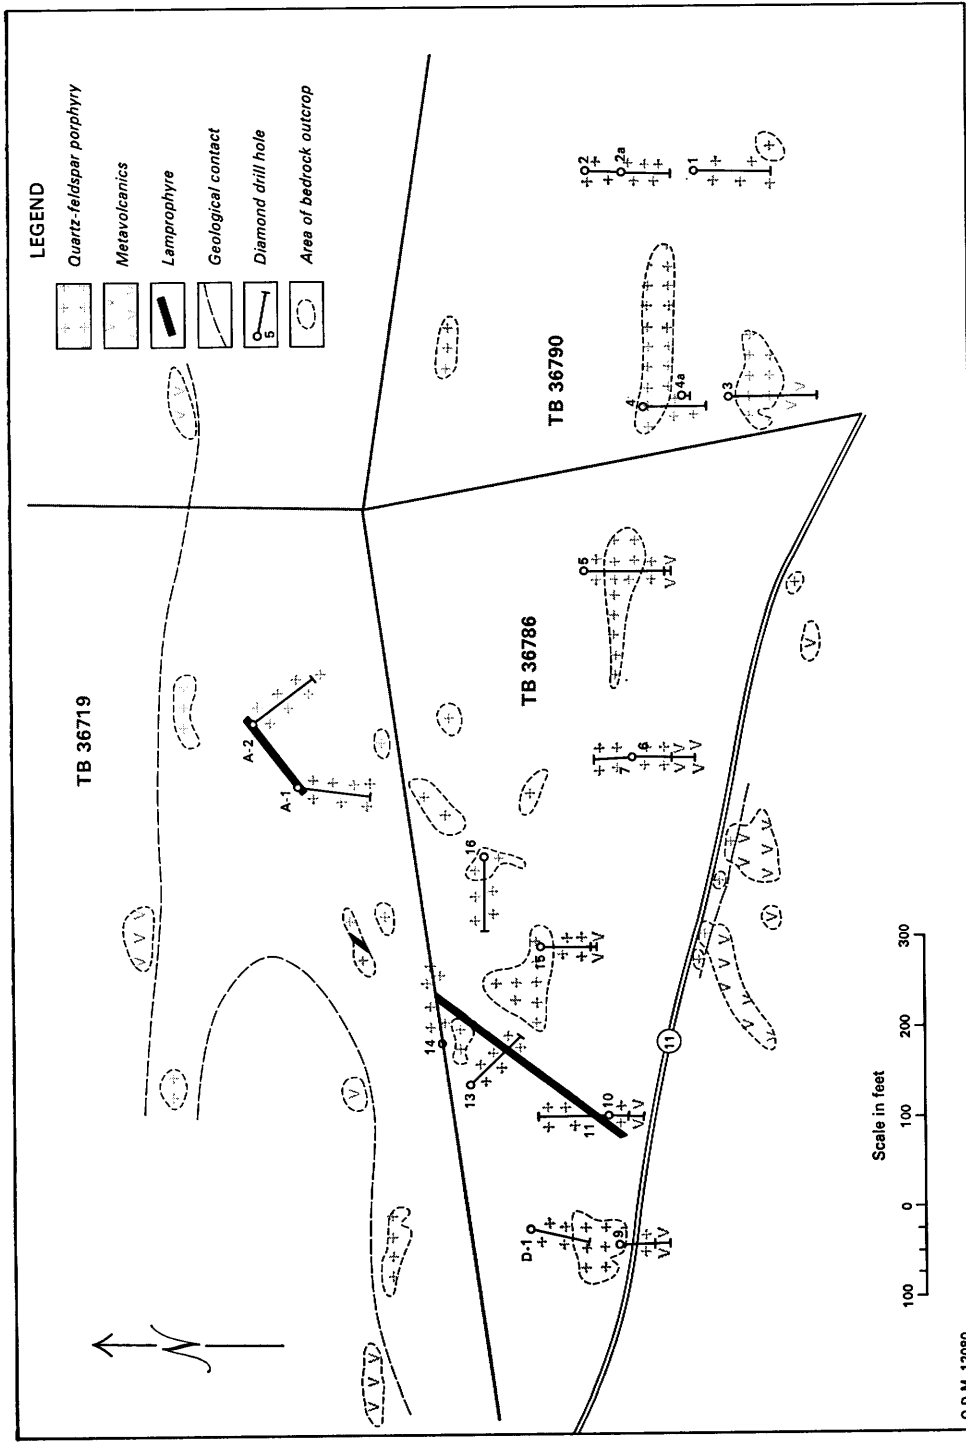 LEGEND
Quartz-feldspar porphyry
Metavolcanics
Lamprophyre
Geological contact
5
Diamond drill hole
Area of bedrock outcrop
TB 36719
A-2
A-1
TB 36790
2
2a
1
4
4a
3
TB 36786
5
6
7
16
15
14
13
10
11
D-1
9
11
Scale in feet
100
0
100
200
300
O.D.M. 12080